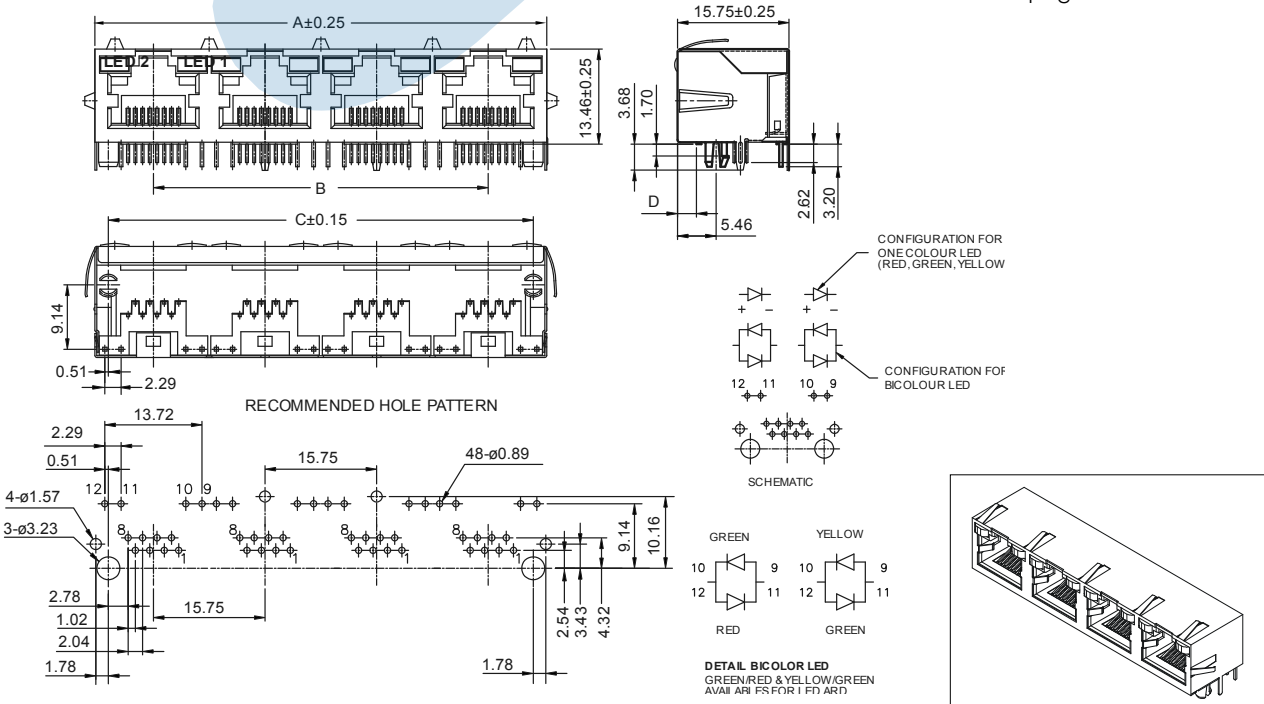 A±0.25
15.75±0.25
LED 2 LED 1
13.46±0.25
3.68
1.70
B
D
5.46
2.62
3.20
C±0.15
9.14
0.51
2.29
CONFIGURATION FOR
ONE COLOUR LED
(RED, GREEN, YELLOW
+ -
+ -
CONFIGURATION FOR
BICOLOUR LED
12 11
10 9
SCHEMATIC
RECOMMENDED HOLE PATTERN
13.72
2.29
0.51
15.75
48-ø0.89
12 11
10 9
4-ø1.57
3-ø3.23
8 8 8 8
1 1 1 1
9.14
10.16
2.78
15.75
1.02
2.04
1.78
2.54
3.43
4.32
1.78
GREEN
10 9
12 11
RED
YELLOW
10 9
12 11
GREEN
DETAIL BICOLOR LED
GREEN/RED & YELLOW/GREEN
AVAILABLES FOR LED AND